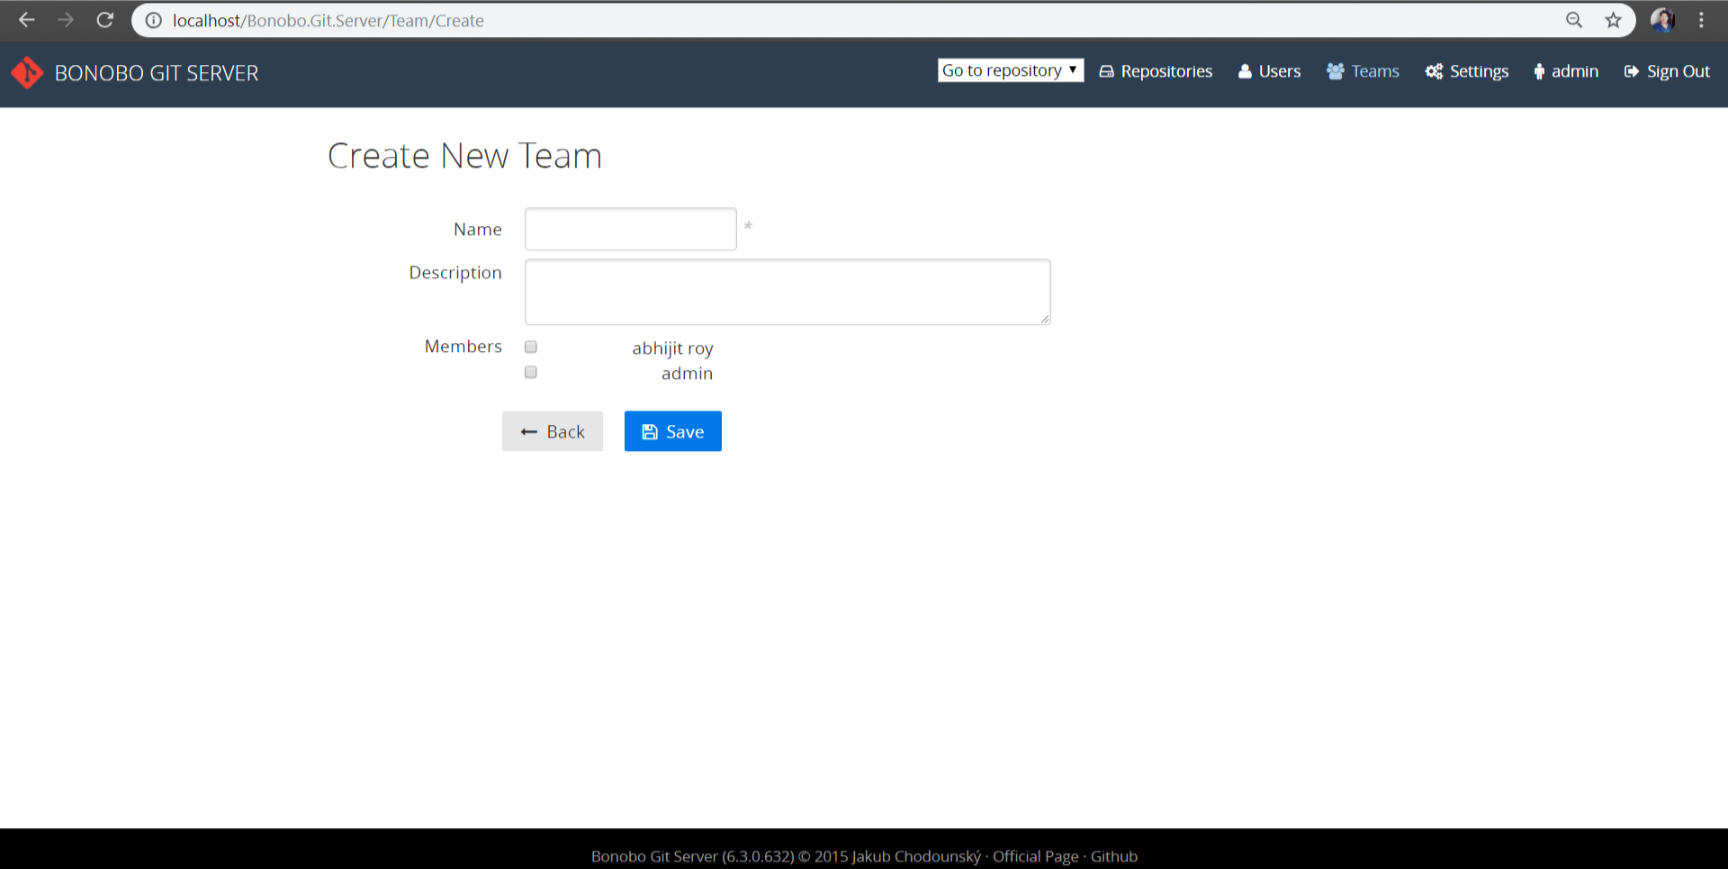 localhost/Bonobo.Git.Server/Team/Create
BONOBO GIT SERVER
Go to repository Repositories Users Teams Settings admin Sign Out
Create New Team
Name *
Description
Members abhijit roy
admin
Back Save
Bonobo Git Server (6.3.0.632) © 2015 Jakub Chodounský · Official Page · Github